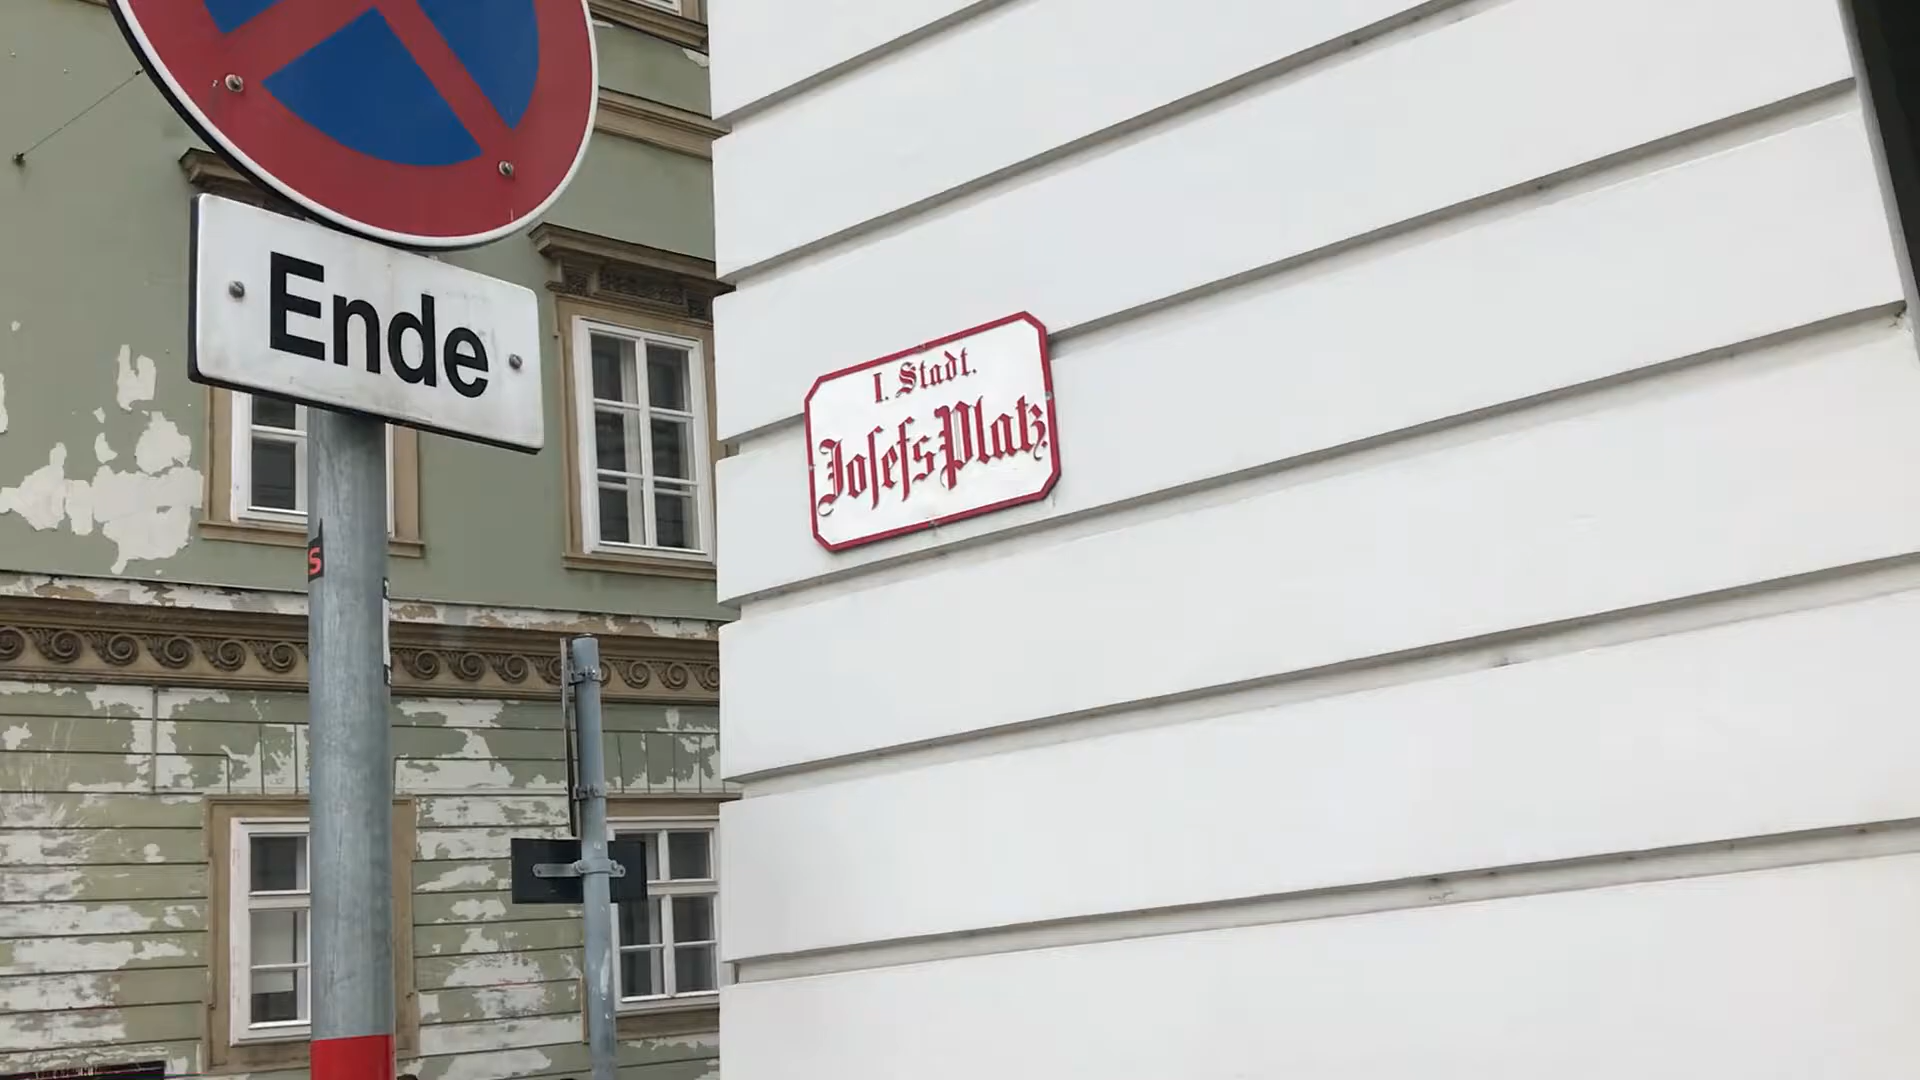 Ende
I. Stadt.
Josefs Platz.